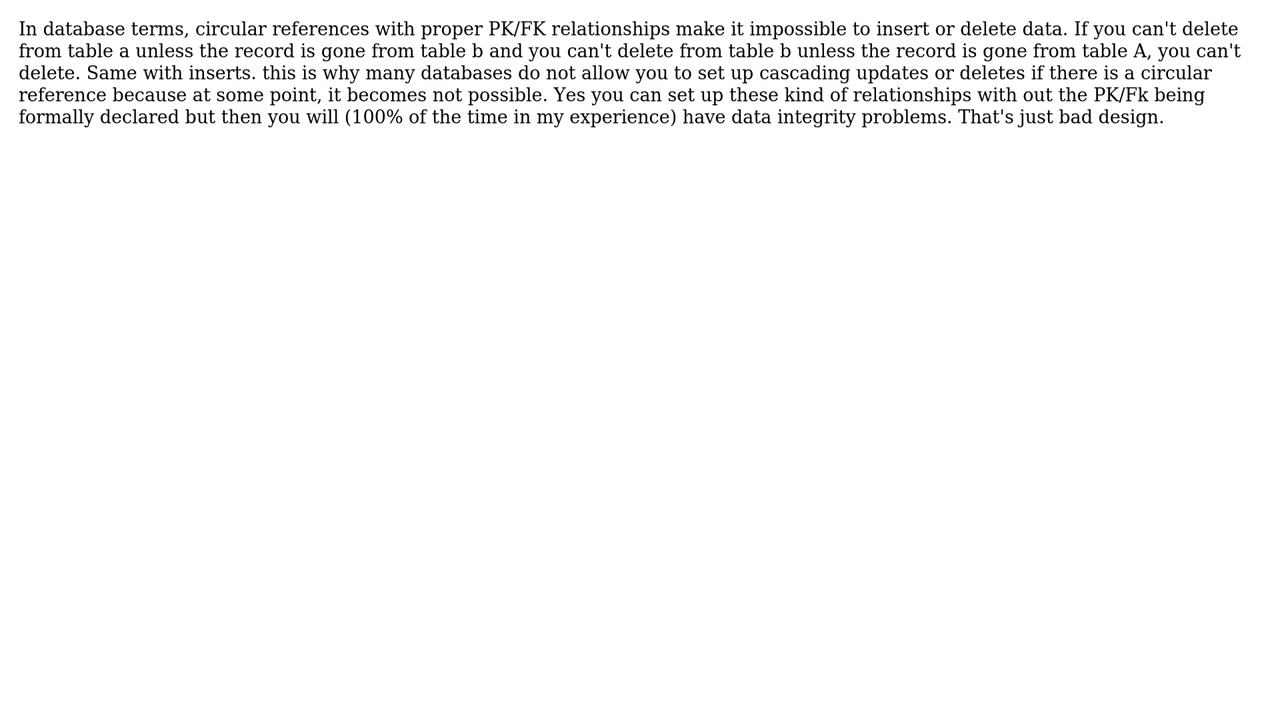 In database terms, circular references with proper PK/FK relationships make it impossible to insert or delete data. If you can't delete
from table a unless the record is gone from table b and you can't delete from table b unless the record is gone from table A, you can't
delete. Same with inserts. this is why many databases do not allow you to set up cascading updates or deletes if there is a circular
reference because at some point, it becomes not possible. Yes you can set up these kind of relationships with out the PK/Fk being
formally declared but then you will (100% of the time in my experience) have data integrity problems. That's just bad design.